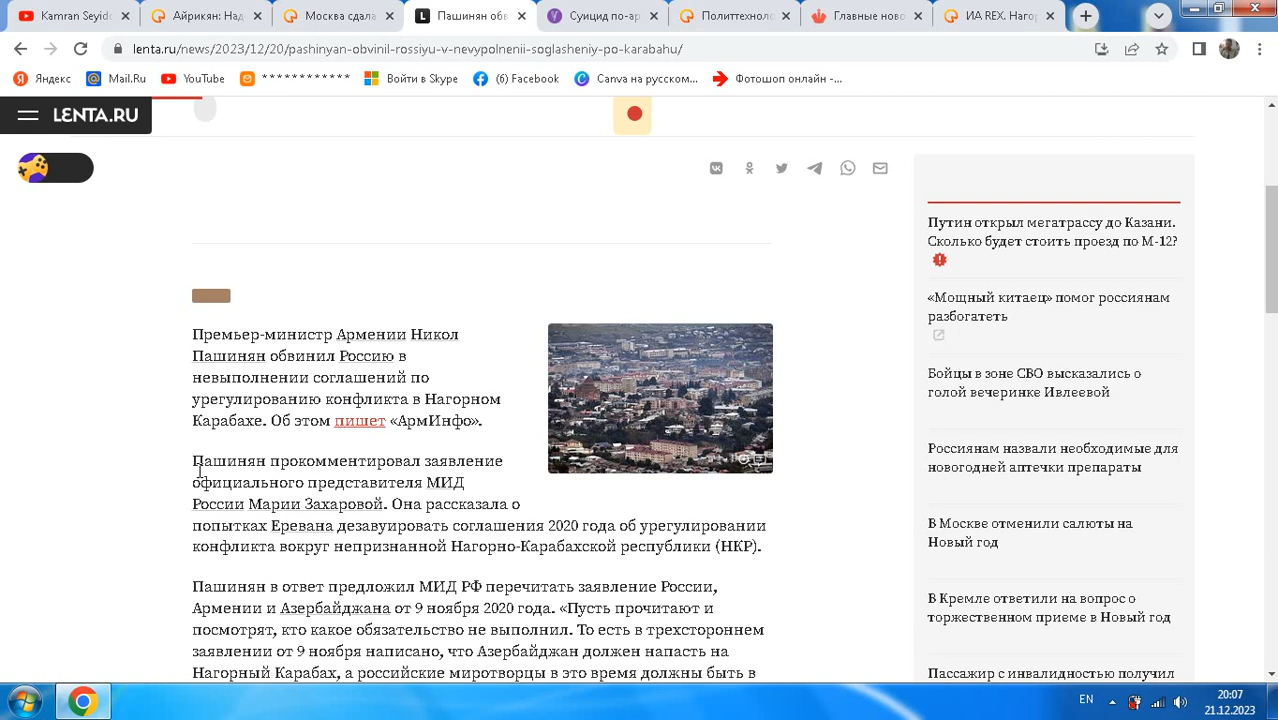 Kamran Seyid
Айрикян: Над
Москва сдала
Пашинян обв
Суицид по-ар
Политтехнол
Главные ново
ИА REX. Наго
lenta.ru/news/2023/12/20/pashinyan-obvinil-rossiyu-v-nevypolnenii-soglasheniy-po-karabahu/
Яндекс
Mail.Ru
YouTube
************
Войти в Skype
(6) Facebook
Canva на русском...
Фотошоп онлайн -...
LENTA.RU
Премьер-министр Армении Никол
Пашинян обвинил Россию в
невыполнении соглашений по
урегулированию конфликта в Нагорном
Карабахе. Об этом пишет «АрмИнфо».
Пашинян прокомментировал заявление
официального представителя МИД
России Марии Захаровой. Она рассказала о
попытках Еревана дезавуировать соглашения 2020 года об урегулировании
конфликта вокруг непризнанной Нагорно-Карабахской республики (НКР).
Пашинян в ответ предложил МИД РФ перечитать заявление России,
Армении и Азербайджана от 9 ноября 2020 года. «Пусть прочитают и
посмотрят, кто какое обязательство не выполнил. То есть в трехстороннем
заявлении от 9 ноября написано, что Азербайджан должен напасть на
Нагорный Карабах, а российские миротворцы в это время должны быть в
Путин открыл мегатрассу до Казани.
Сколько будет стоить проезд по М-12?
«Мощный китаец» помог россиянам
разбогатеть
Бойцы в зоне СВО высказались о
голой вечеринке Ивлеевой
Россиянам назвали необходимые для
новогодней аптечки препараты
В Москве отменили салюты на
Новый год
В Кремле ответили на вопрос о
торжественном приеме в Новый год
Пассажир с инвалидностью получил
EN
20:07
21.12.2023